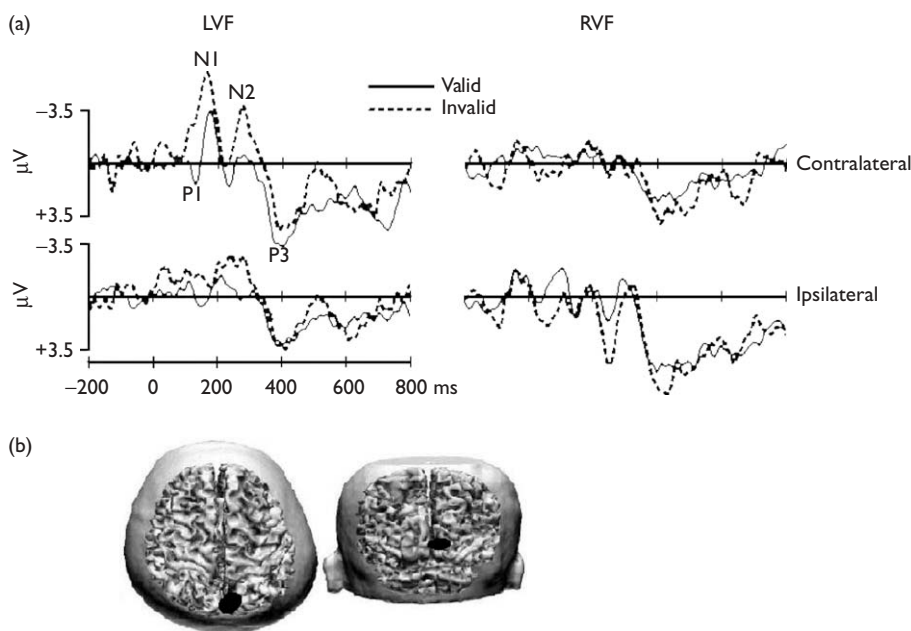 (a) LVF RVF
N1
N2
Valid
Invalid
−3.5
µV
P1
+3.5
Contralateral
P3
−3.5
µV
+3.5
Ipsilateral
−200 0 200 400 600 800 ms
(b)